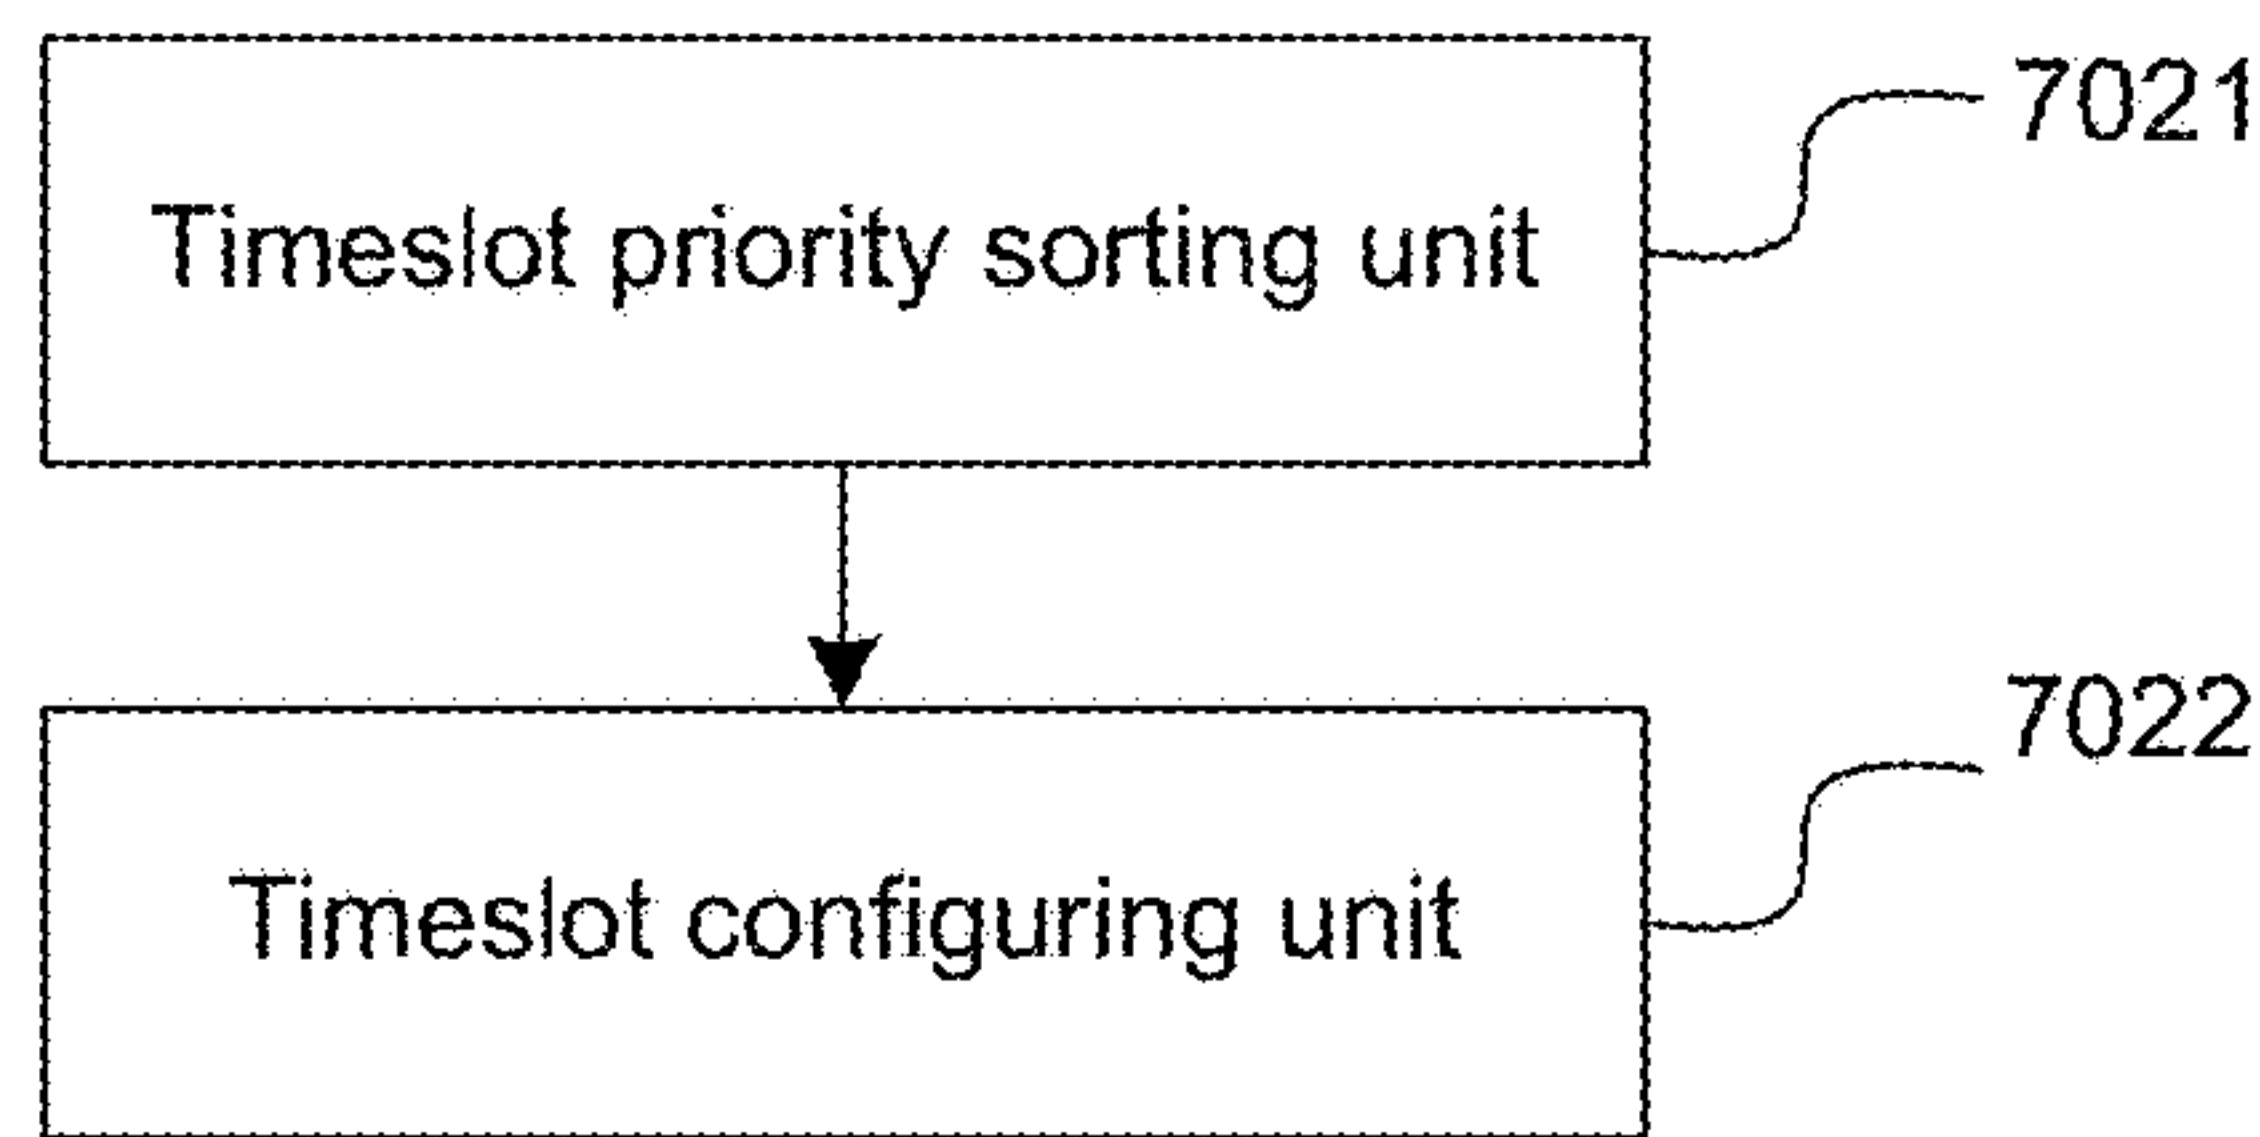 7021
Timeslot priority sorting unit
7022
Timeslot configuring unit